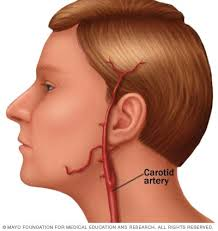 Carotid
artery
© MAYO FOUNDATION FOR MEDICAL EDUCATION AND RESEARCH. ALL RIGHTS RESERVED.